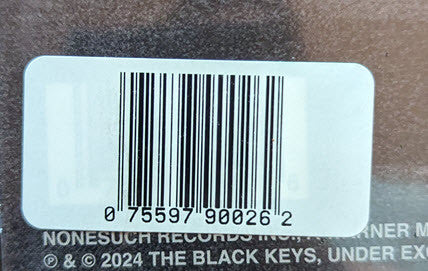 0 75597 90026 2
NONESUCH RECORDS INC.,
℗ & © 2024 THE BLACK KEYS, UNDER